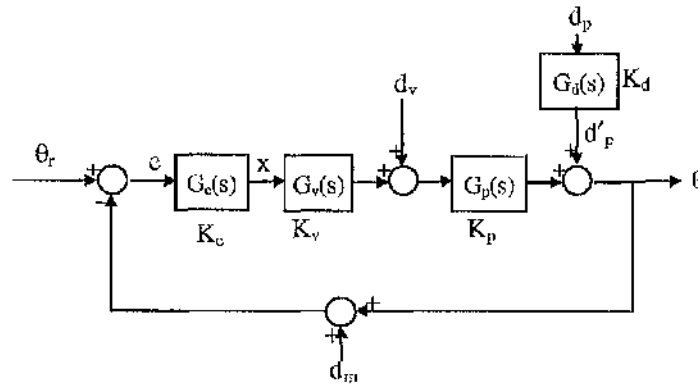 d_p
G_d(s) K_d
d_v
d'_p
θ_r
e
G_c(s)
x
G_v(s)
G_p(s)
θ
K_c
K_v
K_p
d_m